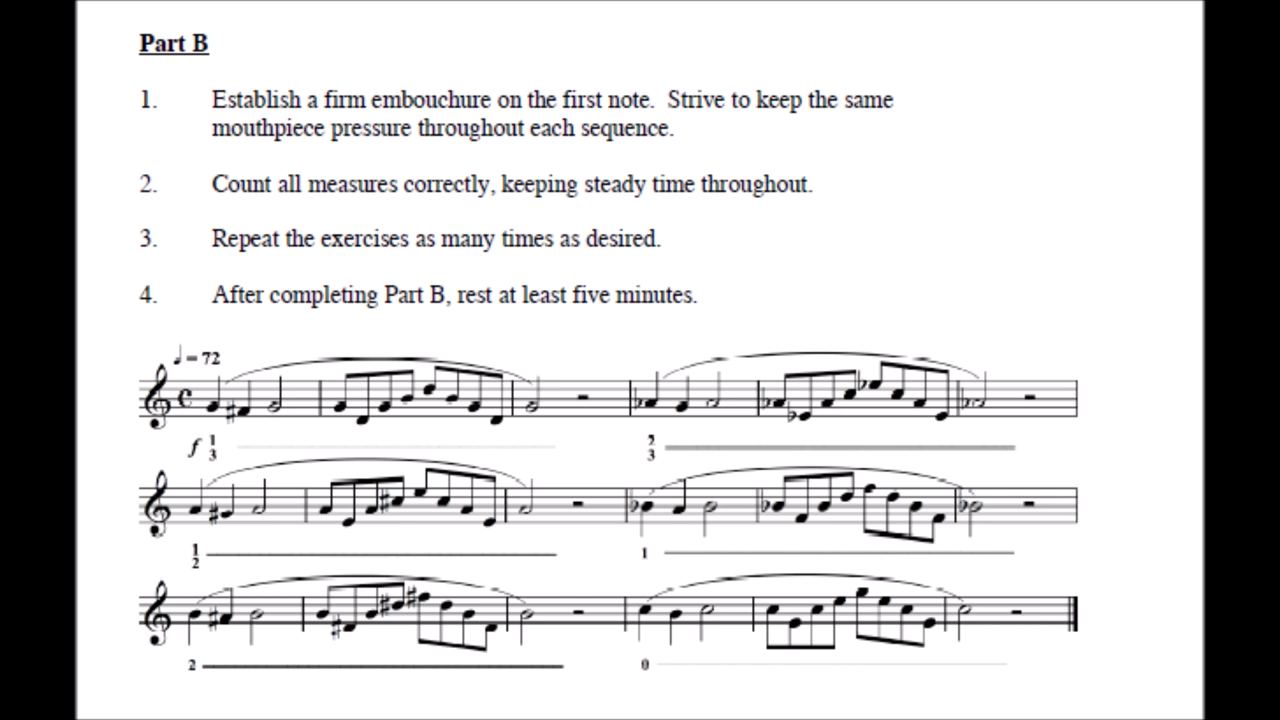 Part B
1. Establish a firm embouchure on the first note. Strive to keep the same
mouthpiece pressure throughout each sequence.
2. Count all measures correctly, keeping steady time throughout.
3. Repeat the exercises as many times as desired.
4. After completing Part B, rest at least five minutes.
♩ = 72
f 1 2
3 3
1 1
2
2 0